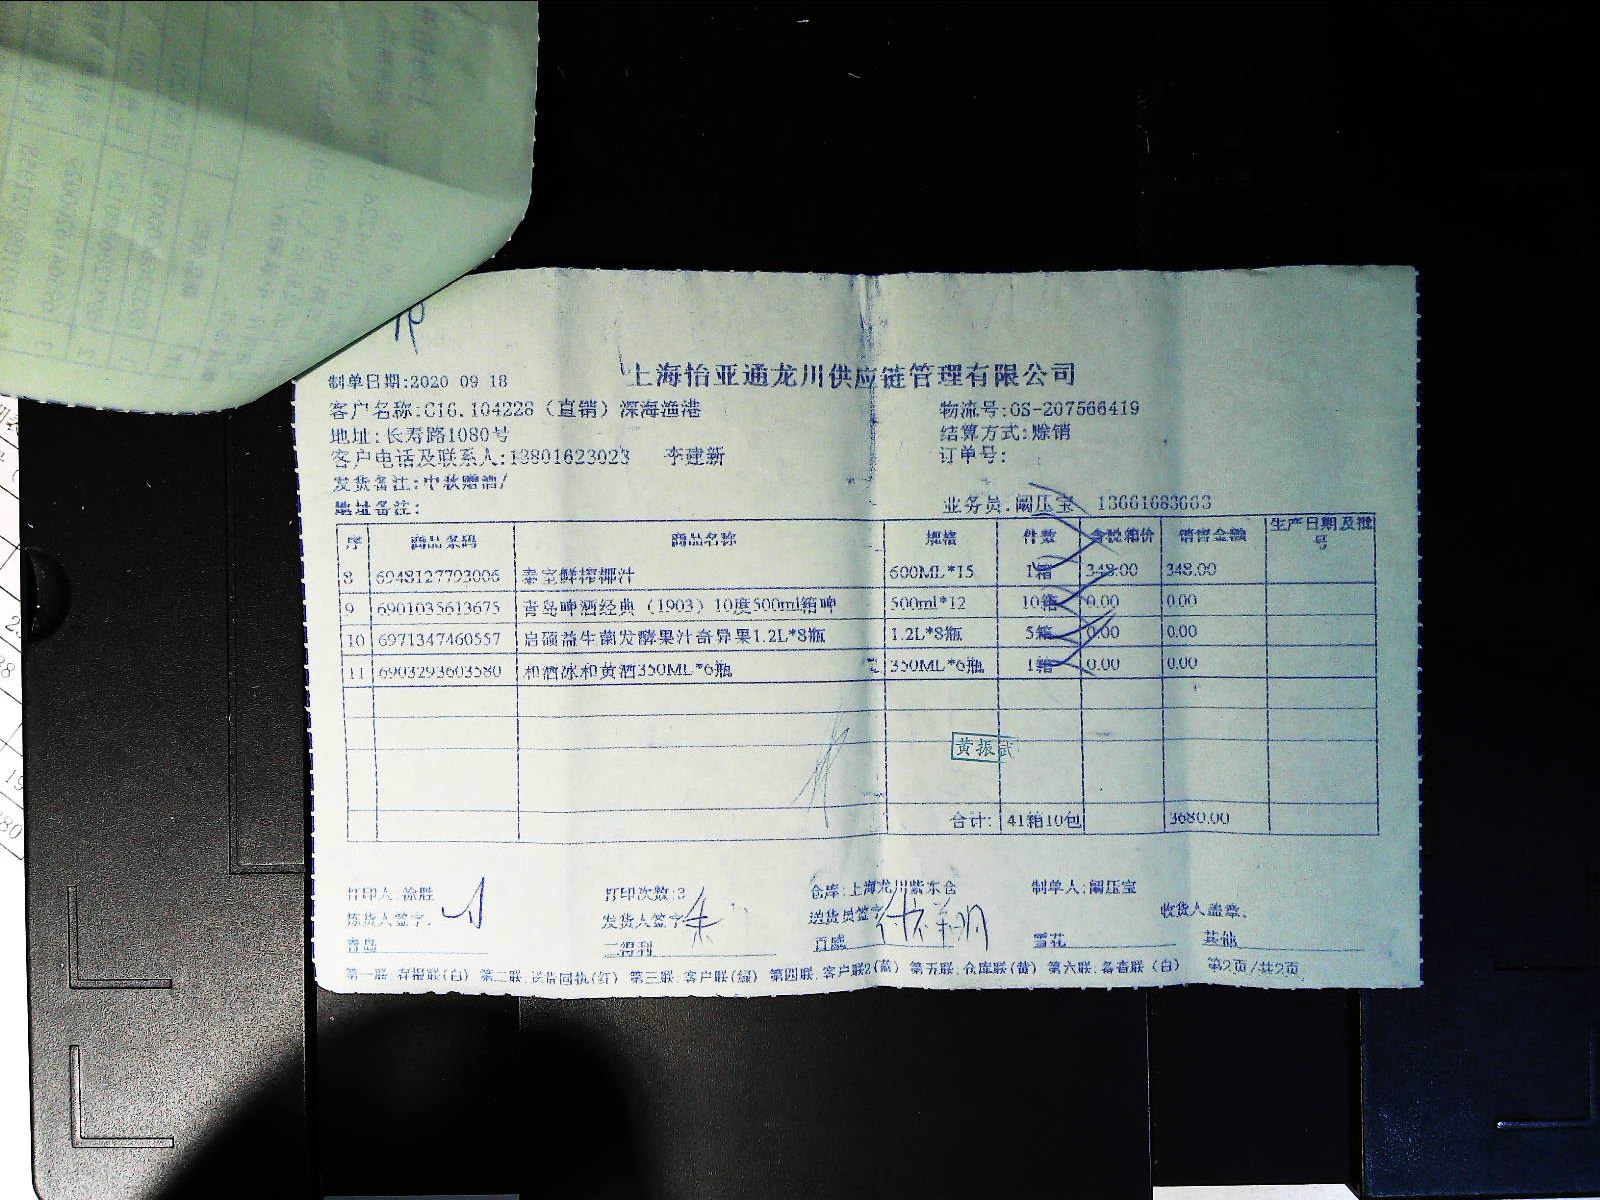 上海怡亚通龙川供应链管理有限公司
制单日期:2020 09 18
客户名称:C16.104228（直销）深海渔港 物流号:OS-207566419
地址:长寿路1080号 结算方式:赊销
客户电话及联系人:13801623023 李建新 订单号:
发货备注:中秋赠酒/
地址备注: 业务员:阚压宝 13661683663
序 商品条码 商品名称 规格 件数 含税箱价 销售金额 生产日期及批号
8 6948127793006 泰宝鲜榨椰汁 600ML*15 1箱 348.00 348.00
9 6901035613675 青岛啤酒经典（1903）10度500ml箱啤 500ml*12 10箱 0.00 0.00
10 6971347460557 启硕益生菌发酵果汁奇异果1.2L*8瓶 1.2L*8瓶 5箱 0.00 0.00
11 6903293603580 和酒冰和黄酒350ML*6瓶 350ML*6瓶 1箱 0.00 0.00
黄振武
合计: 41箱10包 3680.00
打印人:徐胜 打印次数:3 仓库:上海龙川紫东仓 制单人:阚压宝
拣货人签字: 发货人签字 朱 送货员签字 收货人盖章:
青岛 三得利 百威 雪花 其他
第一联:存根联(白) 第二联:送货回执(红) 第三联:客户联(绿) 第四联:客户联2(蓝) 第五联:仓库联(黄) 第六联:备查联（白） 第2页/共2页